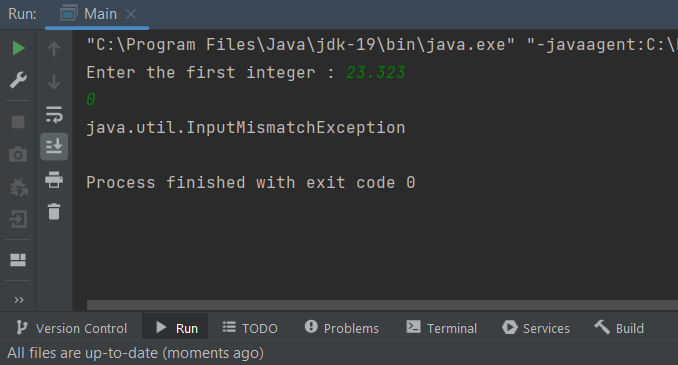 Run: Main
"C:\Program Files\Java\jdk-19\bin\java.exe" "-javaagent:C:\
Enter the first integer : 23.323
0
java.util.InputMismatchException
Process finished with exit code 0
Version Control Run TODO Problems Terminal Services Build
All files are up-to-date (moments ago)